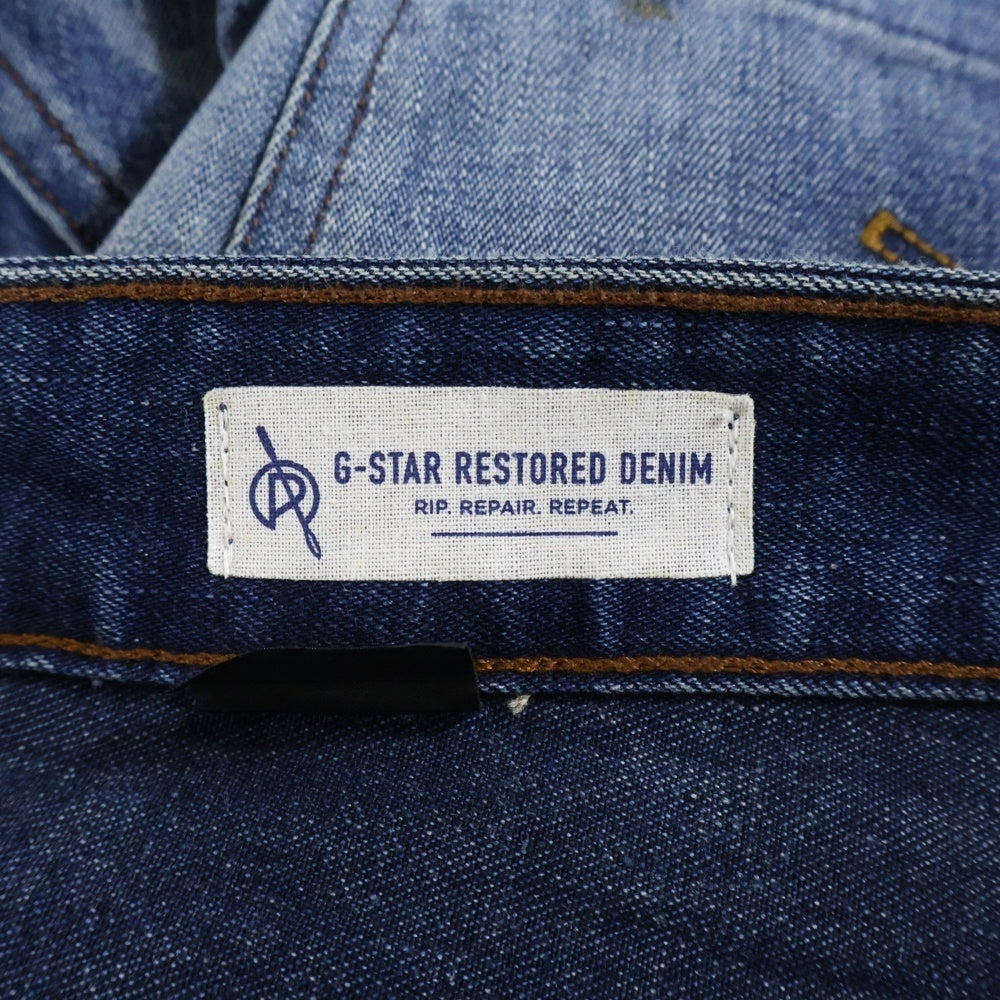 G-STAR RESTORED DENIM
RIP. REPAIR. REPEAT.